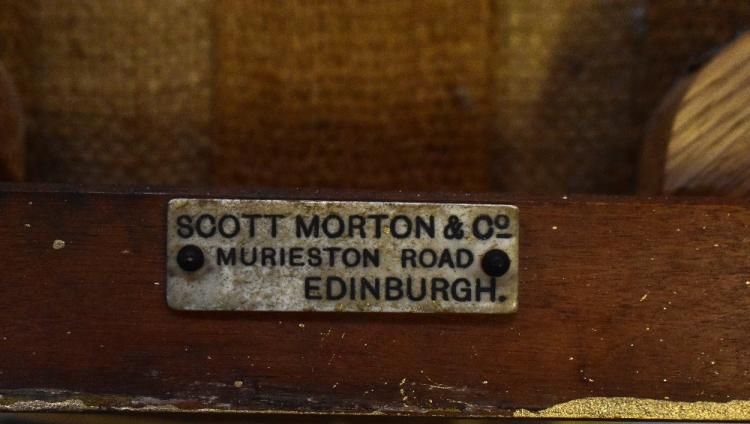 SCOTT MORTON & Cº
MURIESTON ROAD
EDINBURGH.